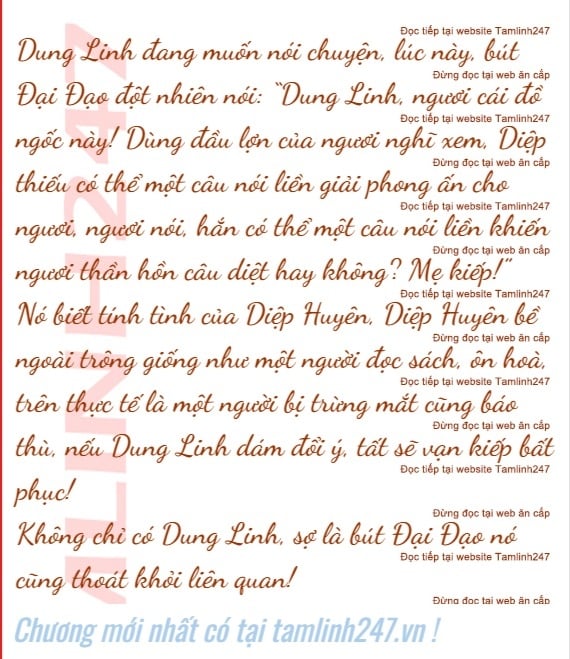 Đọc tiếp tại website Tamlinh247
Dung Linh đang muốn nói chuyện, lúc này, bút
Đừng đọc tại web ăn cắp
Đại Đạo đột nhiên nói: "Dung Linh, ngươi cái đồ
Đọc tiếp tại website Tamlinh247
ngốc này! Dùng đầu lợn của ngươi nghĩ xem, Diệp
Đừng đọc tại web ăn cắp
thiếu có thể một câu nói liền giải phong ấn cho
Đọc tiếp tại website Tamlinh247
ngươi, ngươi nói, hắn có thể một câu nói liền khiến
Đừng đọc tại web ăn cắp
ngươi thần hồn câu diệt hay không? Mẹ kiếp!"
Đọc tiếp tại website Tamlinh247
Nó biết tính tình của Diệp Huyên, Diệp Huyên bề
Đừng đọc tại web ăn cắp
ngoài trông giống như một người đọc sách, ôn hoà,
Đọc tiếp tại website Tamlinh247
trên thực tế là một người bị trừng mắt cũng báo
Đừng đọc tại web ăn cắp
thù, nếu Dung Linh dám đổi ý, tất sẽ vạn kiếp bất
Đọc tiếp tại website Tamlinh247
phục!
Đừng đọc tại web ăn cắp
Không chỉ có Dung Linh, sợ là bút Đại Đạo nó
Đọc tiếp tại website Tamlinh247
cũng thoát khỏi liên quan!
Đừng đọc tại web ăn cắp
ALINH247
Chương mới nhất có tại tamlinh247.vn !